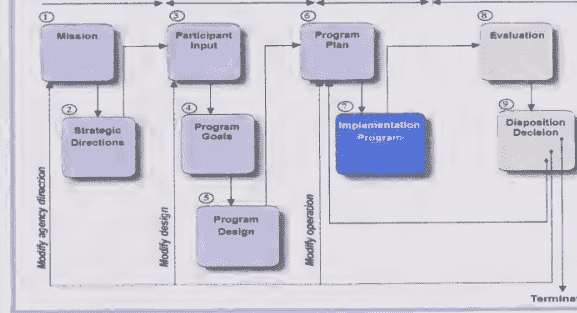 1
Mission
2
Strategic
Directions
3
Participant
Input
4
Program
Goals
5
Program
Design
6
Program
Plan
7
Implementation
Program
8
Evaluation
9
Disposition
Decision
Modify agency direction
Modify design
Modify operation